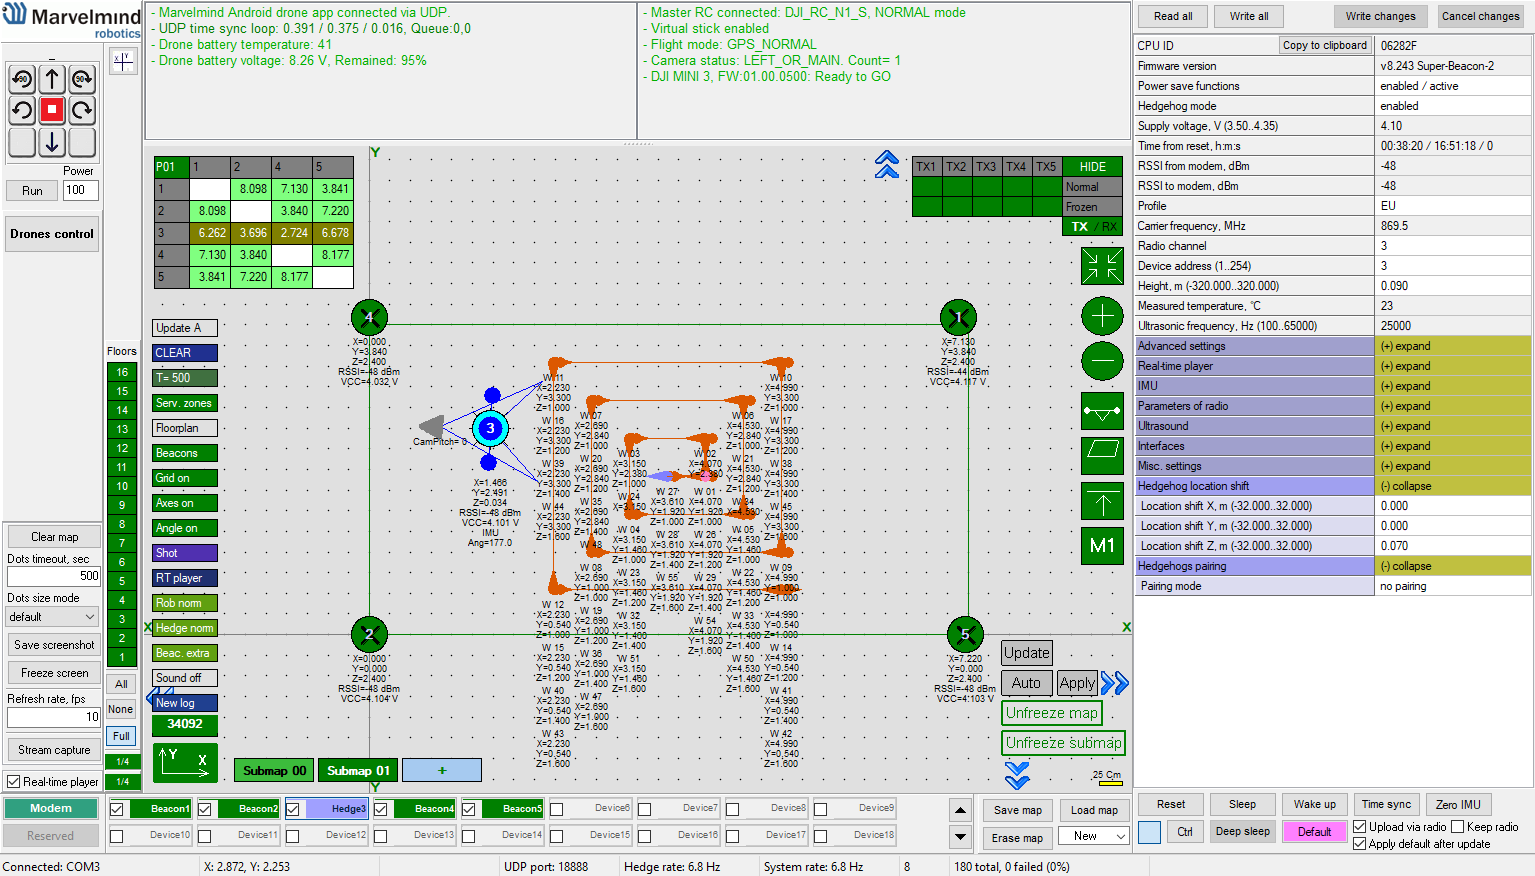 Marvelmind
robotics
- Marvelmind Android drone app connected via UDP.
- UDP time sync loop: 0.391 / 0.375 / 0.016, Queue:0,0
- Drone battery temperature: 41
- Drone battery voltage: 8.26 V, Remained: 95%
- Master RC connected: DJI_RC_N1_S, NORMAL mode
- Virtual stick enabled
- Flight mode: GPS_NORMAL
- Camera status: LEFT_OR_MAIN. Count= 1
- DJI MINI 3, FW:01.00.0500: Ready to GO
Read all
Write all
Write changes
Cancel changes
CPU ID Copy to clipboard 06282F
Firmware version v8.243 Super-Beacon-2
Power save functions enabled / active
Hedgehog mode enabled
Supply voltage, V (3.50..4.35) 4.10
Time from reset, h:m:s 00:38:20 / 16:51:18 / 0
RSSI from modem, dBm -48
RSSI to modem, dBm -48
Profile EU
Carrier frequency, MHz 869.5
Radio channel 3
Device address (1..254) 3
Height, m (-320.000..320.000) 0.090
Measured temperature, °C 23
Ultrasonic frequency, Hz (100..65000) 25000
Advanced settings (+) expand
Real-time player (+) expand
IMU (+) expand
Parameters of radio (+) expand
Ultrasound (+) expand
Interfaces (+) expand
Misc. settings (+) expand
Hedgehog location shift (-) collapse
Location shift X, m (-32.000..32.000) 0.000
Location shift Y, m (-32.000..32.000) 0.000
Location shift Z, m (-32.000..32.000) 0.070
Hedgehogs pairing (-) collapse
Pairing mode no pairing
90
90
Power
Run 100
Drones control
Floors
16
15
14
13
12
11
10
9
8
7
6
5
4
3
2
1
All
None
Full
1/4
1/4
Clear map
Dots timeout, sec
500
Dots size mode
default
Save screenshot
Freeze screen
Refresh rate, fps
10
Stream capture
Real-time player
Modem
Reserved
P01 1 2 4 5
1 8.098 7.130 3.841
2 8.098 3.840 7.220
3 6.262 3.696 2.724 6.678
4 7.130 3.840 8.177
5 3.841 7.220 8.177
Y
TX1 TX2 TX3 TX4 TX5 HIDE
Normal
Frozen
TX / RX
M1
Update A
CLEAR
T= 500
Serv. zones
Floorplan
Beacons
Grid on
Axes on
Angle on
Shot
RT player
Rob norm
Hedge norm
Beac. extra
Sound off
New log
34092
Y
X
4
X=0.000
Y=3.840
Z=2.400
RSSI=-48 dBm
VCC=4.032 V
1
X=7.130
Y=3.840
Z=2.400
RSSI=-44 dBm
VCC=4.117 V
3
CamPitch= 0
X=1.466
Y=2.491
Z=0.034
RSSI=-48 dBm
VCC=4.101 V
IMU
Ang=177.0
2
X=0.000
Y=0.000
Z=2.400
RSSI=-48 dBm
VCC=4.104 V
5
X=7.220
Y=0.000
Z=2.400
RSSI=-48 dBm
VCC=4.103 V
W 11
X=2.230
Y=3.300
Z=1.000
W 16
X=2.230
Y=3.300
Z=1.200
W 39
Y=3.300
Z=1.400
W 44
X=2.230
Y=3.300
Z=1.600
W 12
X=2.230
Y=0.540
Z=1.000
W 15
X=2.230
Y=0.540
Z=1.200
W 40
X=2.230
Y=0.540
Z=1.400
W 43
X=2.230
Y=0.540
Z=1.600
W 07
X=2.690
Y=2.840
Z=1.000
W 20
X=2.690
Y=2.840
Z=1.200
W 35
X=2.690
Y=2.840
Z=1.400
W 48
W 08
X=2.690
Y=1.000
Z=1.000
W 19
X=2.690
Y=1.000
Z=1.200
W 36
X=2.690
Y=1.000
Z=1.400
W 47
X=2.690
Y=1.000
Z=1.600
W 03
X=3.150
Y=2.380
Z=1.000
W 24
X=3.150
W 04
X=3.150
Y=1.460
Z=1.000
W 23
X=3.150
Y=1.460
Z=1.200
W 32
X=3.150
Y=1.460
Z=1.400
W 51
X=3.150
Y=1.460
Z=1.600
W 27
X=3.610
Y=1.920
Z=1.000
W 28
X=3.610
Y=1.920
Z=1.200
W 55
X=3.610
Y=1.920
Z=1.600
W 02
X=4.070
Y=2.380
W 01
X=4.070
Y=1.920
Z=1.000
W 26
X=4.070
Y=1.920
Z=1.200
W 29
X=4.070
Y=1.920
Z=1.400
W 54
X=4.070
Y=1.920
Z=1.600
W 06
X=4.530
Y=2.840
Z=1.000
W 21
X=4.530
Y=2.840
Z=1.200
W 34
X=4.530
W 05
X=4.530
Y=1.460
Z=1.000
W 22
X=4.530
Y=1.460
Z=1.200
W 33
X=4.530
Y=1.460
Z=1.400
W 50
X=4.530
Y=1.460
Z=1.600
W 10
X=4.990
Y=3.300
Z=1.000
W 17
X=4.990
Y=3.300
Z=1.200
W 38
X=4.990
Y=3.300
Z=1.400
W 45
X=4.990
Y=3.300
Z=1.600
W 09
X=4.990
Z=1.000
X=4.990
Y=0.540
Z=1.000
W 14
X=4.990
Y=0.540
Z=1.200
W 41
X=4.990
Y=0.540
Z=1.400
W 42
X=4.990
Y=0.540
Z=1.600
X
X
Y
Update
Auto
Apply
Unfreeze map
Unfreeze submap
25 Cm
Submap 00
Submap 01
+
Beacon1
Beacon2
Hedge3
Beacon4
Beacon5
Device6
Device7
Device8
Device9
Device10
Device11
Device12
Device13
Device14
Device15
Device16
Device17
Device18
Save map
Load map
Erase map
New
Reset
Sleep
Wake up
Time sync
Zero IMU
Ctrl
Deep sleep
Default
Upload via radio
Keep radio
Apply default after update
Connected: COM3
X: 2.872, Y: 2.253
UDP port: 18888
Hedge rate: 6.8 Hz
System rate: 6.8 Hz
8
180 total, 0 failed (0%)